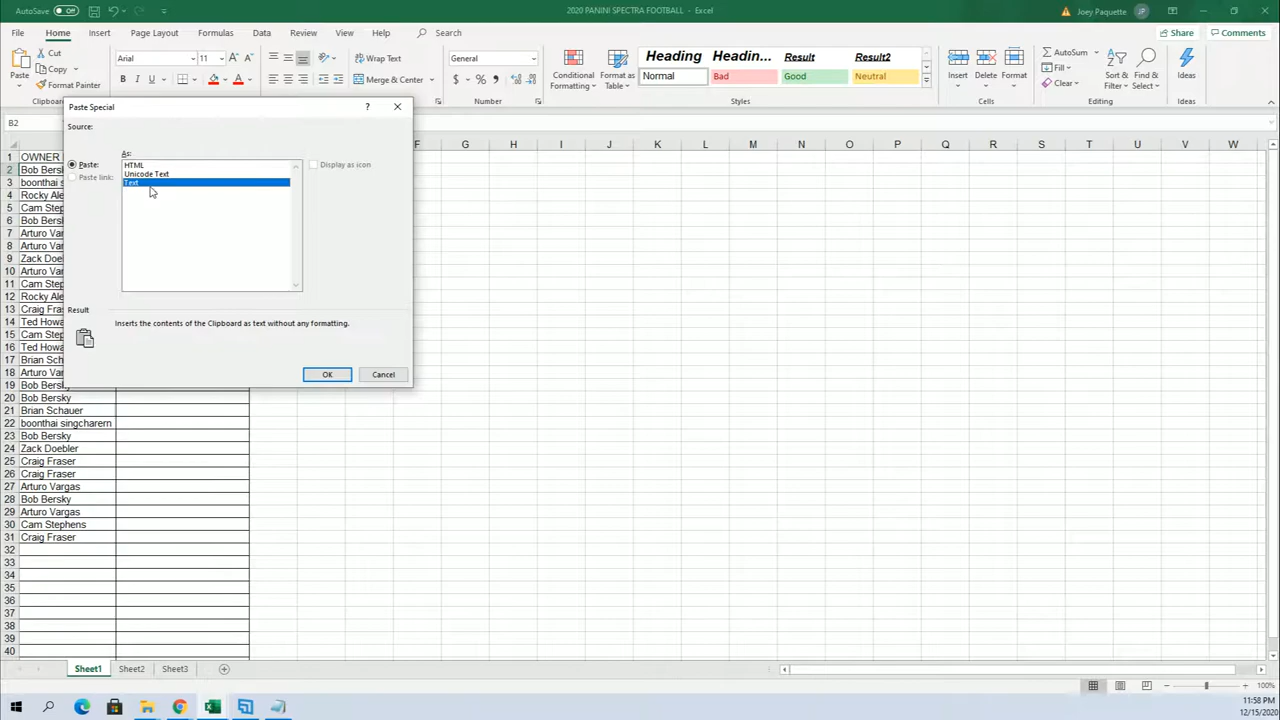 AutoSave Off
2020 PANINI SPECTRA FOOTBALL - Excel
Joey Paquette JP
File Home Insert Page Layout Formulas Data Review View Help Search Share Comments
Paste Cut Copy Format Painter
Arial 11
Wrap Text
Merge & Center
General
Conditional Formatting
Format as Table
Heading Headin... Result Result2
Normal Bad Good Neutral
Insert Delete Format
AutoSum Fill Clear
Sort & Filter
Find & Select
Ideas
Number Styles Cells Editing Ideas
B2
F G H I J K L M N O P Q R S T U V W
Paste Special
Source:
As:
Paste:
Paste link:
HTML
Unicode Text
Text
Display as icon
Result
Inserts the contents of the Clipboard as text without any formatting.
OK Cancel
1 OWNER
2 Bob Bersk
3 boonthai s
4 Rocky Ale
5 Cam Step
6 Bob Bersk
7 Arturo Var
8 Arturo Var
9 Zack Doe
10 Arturo Var
11 Cam Step
12 Rocky Ale
13 Craig Fra
14 Ted Howa
15 Cam Step
16 Ted Howa
17 Brian Sch
18 Arturo Var
19 Bob Bersk
20 Bob Bersky
21 Brian Schauer
22 boonthai singcharern
23 Bob Bersky
24 Zack Doebler
25 Craig Fraser
26 Craig Fraser
27 Arturo Vargas
28 Bob Bersky
29 Arturo Vargas
30 Cam Stephens
31 Craig Fraser
32
33
34
35
36
37
38
39
40
Sheet1 Sheet2 Sheet3
100%
11:58 PM
12/15/2020